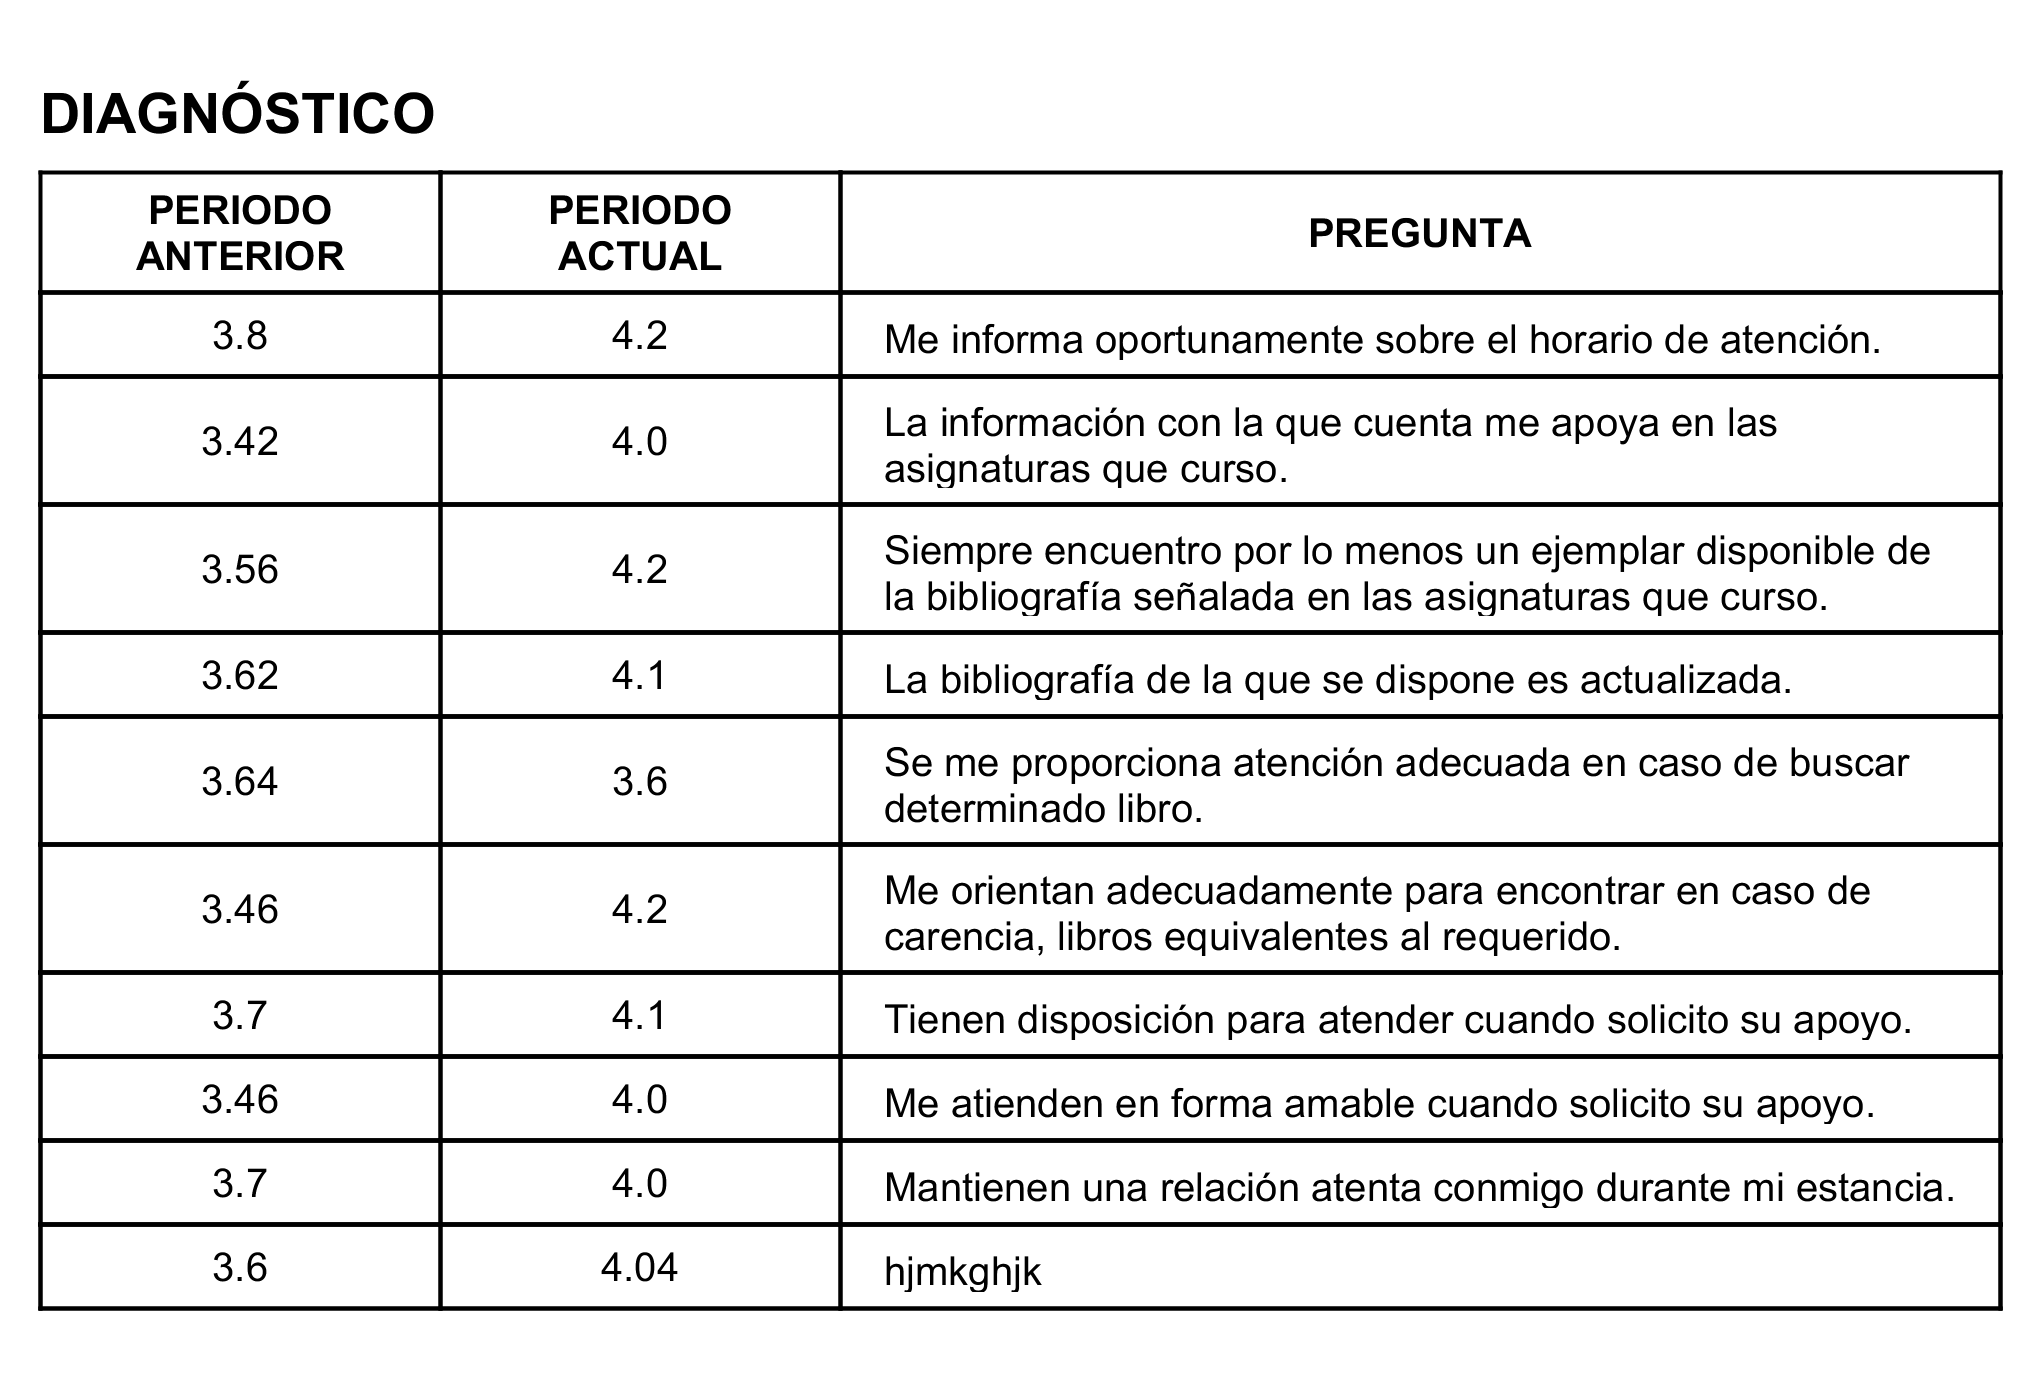 DIAGNÓSTICO
PERIODO
ANTERIOR
PERIODO
ACTUAL
PREGUNTA
3.8
4.2
Me informa oportunamente sobre el horario de atención.
3.42
4.0
La información con la que cuenta me apoya en las
asignaturas que curso.
3.56
4.2
Siempre encuentro por lo menos un ejemplar disponible de
la bibliografía señalada en las asignaturas que curso.
3.62
4.1
La bibliografía de la que se dispone es actualizada.
3.64
3.6
Se me proporciona atención adecuada en caso de buscar
determinado libro.
3.46
4.2
Me orientan adecuadamente para encontrar en caso de
carencia, libros equivalentes al requerido.
3.7
4.1
Tienen disposición para atender cuando solicito su apoyo.
3.46
4.0
Me atienden en forma amable cuando solicito su apoyo.
3.7
4.0
Mantienen una relación atenta conmigo durante mi estancia.
3.6
4.04
hjmkghjk